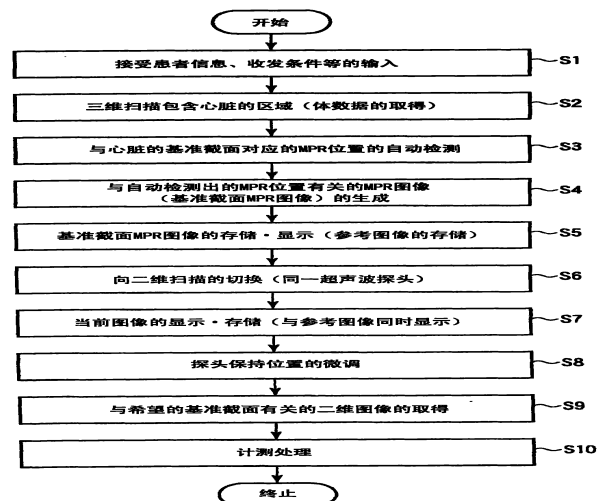 开始
接受患者信息、收发条件等的输入 S1
三维扫描包含心脏的区域（体数据的取得） S2
与心脏的基准截面对应的MPR位置的自动检测 S3
与自动检测出的MPR位置有关的MPR图像
（基准截面MPR图像）的生成 S4
基准截面MPR图像的存储·显示（参考图像的存储） S5
向二维扫描的切换（同一超声波探头） S6
当前图像的显示·存储（与参考图像同时显示） S7
探头保持位置的微调 S8
与希望的基准截面有关的二维图像的取得 S9
计测处理 S10
终止